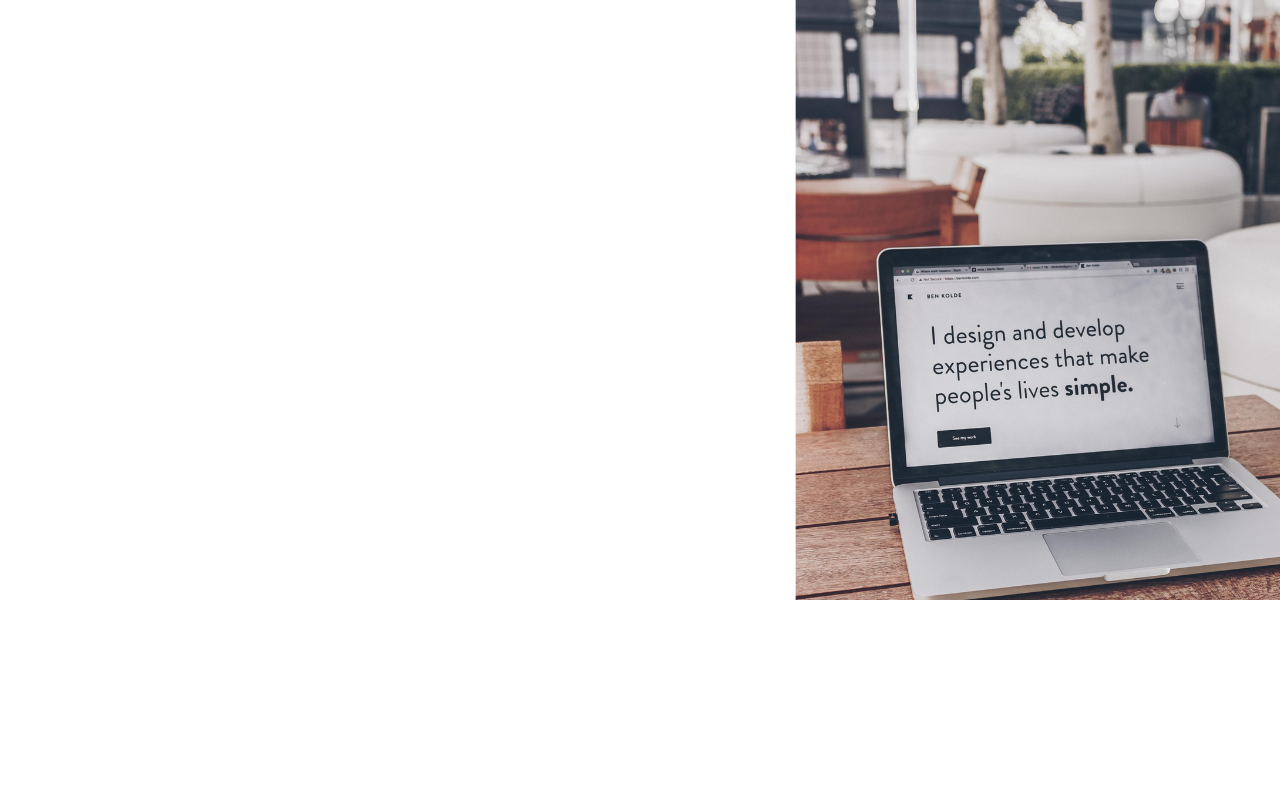 BEN KOLDE
I design and develop
experiences that make
people's lives simple.
See my work